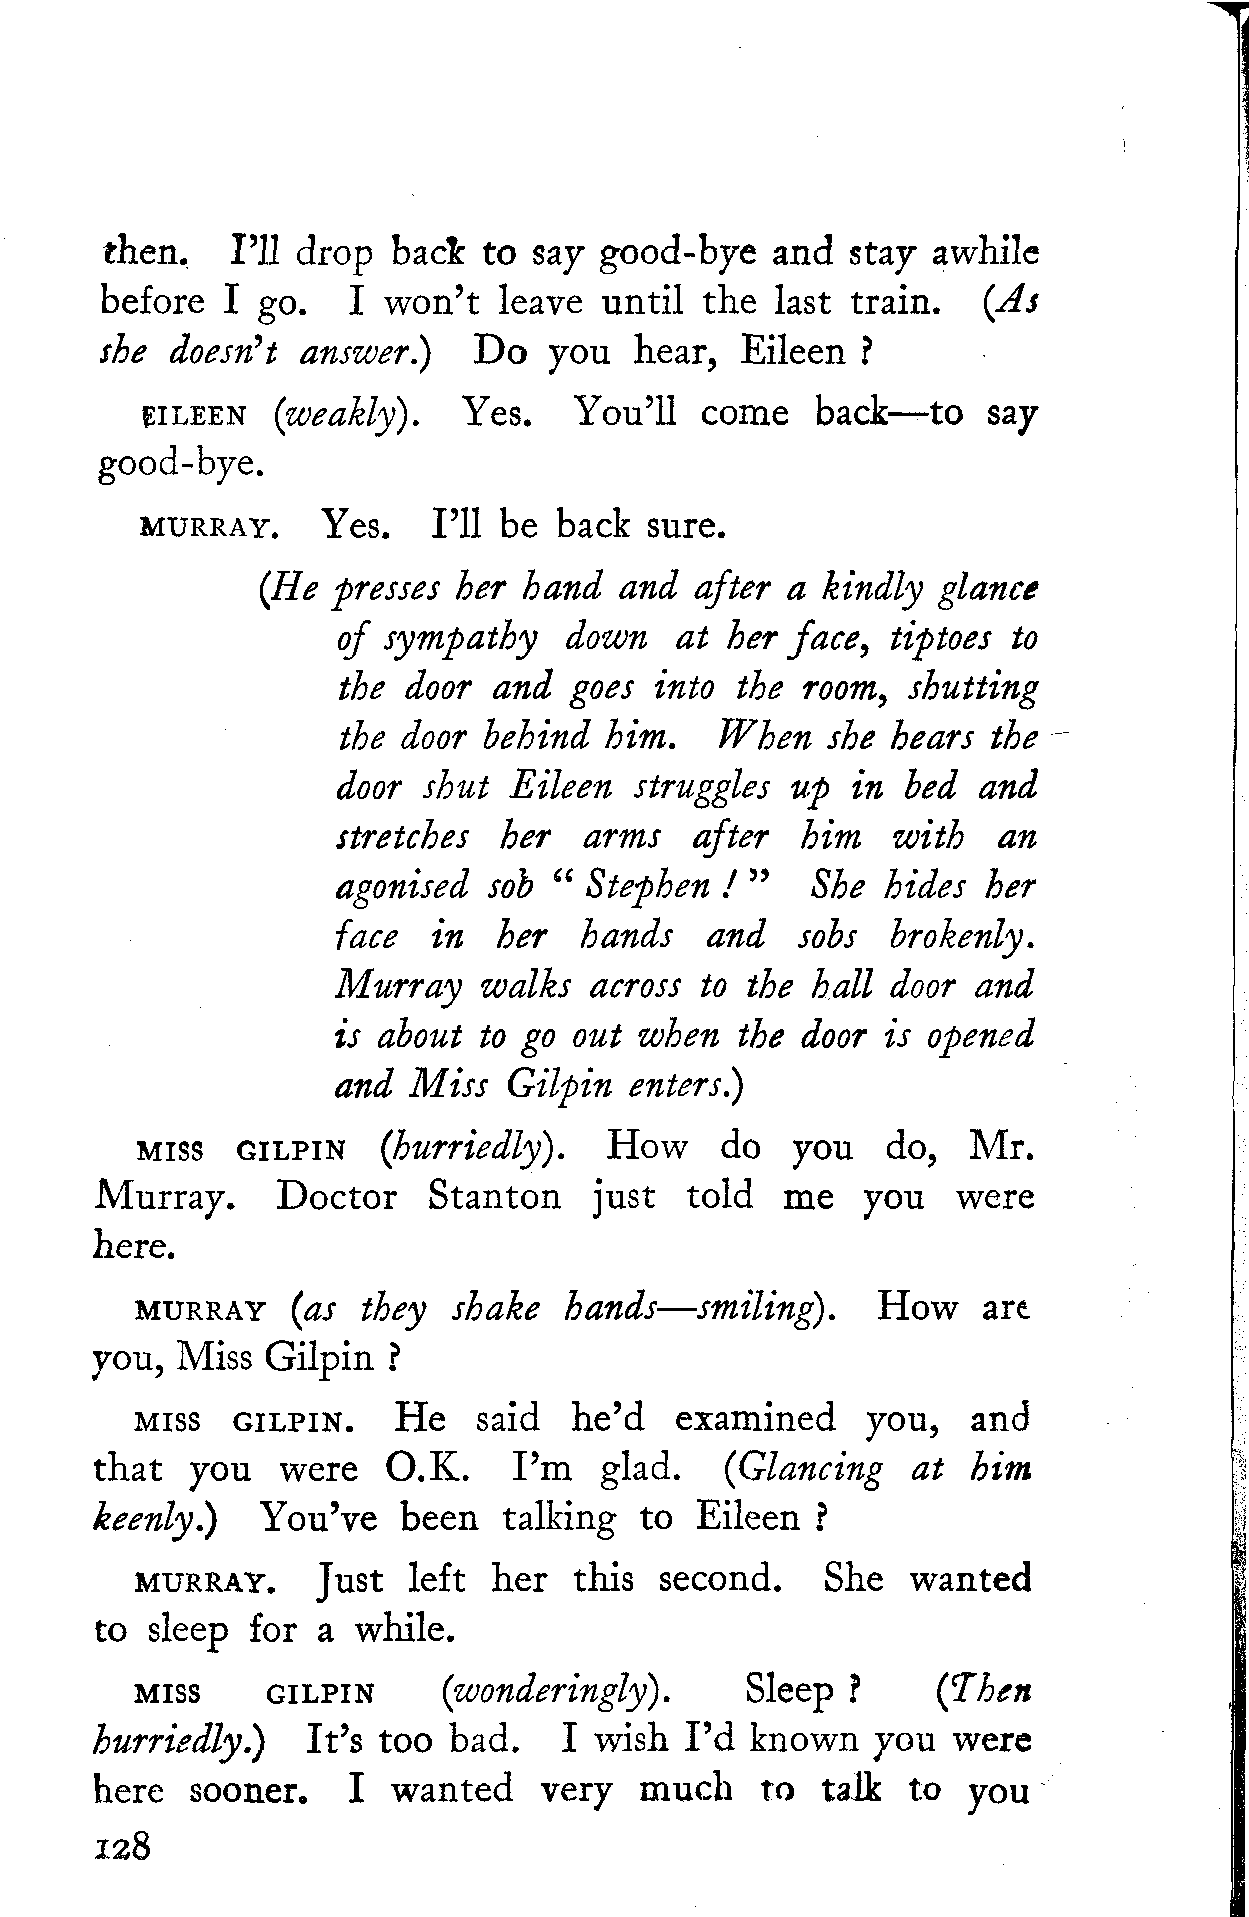 then. I'll drop back to say good-bye and stay awhile
before I go. I won't leave until the last train. (As
she doesn't answer.) Do you hear, Eileen ?
EILEEN (weakly). Yes. You'll come back—to say
good-bye.
MURRAY. Yes. I'll be back sure.
(He presses her hand and after a kindly glance
of sympathy down at her face, tiptoes to
the door and goes into the room, shutting
the door behind him. When she hears the
door shut Eileen struggles up in bed and
stretches her arms after him with an
agonised sob " Stephen ! " She hides her
face in her hands and sobs brokenly.
Murray walks across to the hall door and
is about to go out when the door is opened
and Miss Gilpin enters.)
MISS GILPIN (hurriedly). How do you do, Mr.
Murray. Doctor Stanton just told me you were
here.
MURRAY (as they shake hands—smiling). How are
you, Miss Gilpin ?
MISS GILPIN. He said he'd examined you, and
that you were O.K. I'm glad. (Glancing at him
keenly.) You've been talking to Eileen ?
MURRAY. Just left her this second. She wanted
to sleep for a while.
MISS GILPIN (wonderingly). Sleep ? (Then
hurriedly.) It's too bad. I wish I'd known you were
here sooner. I wanted very much to talk to you
128